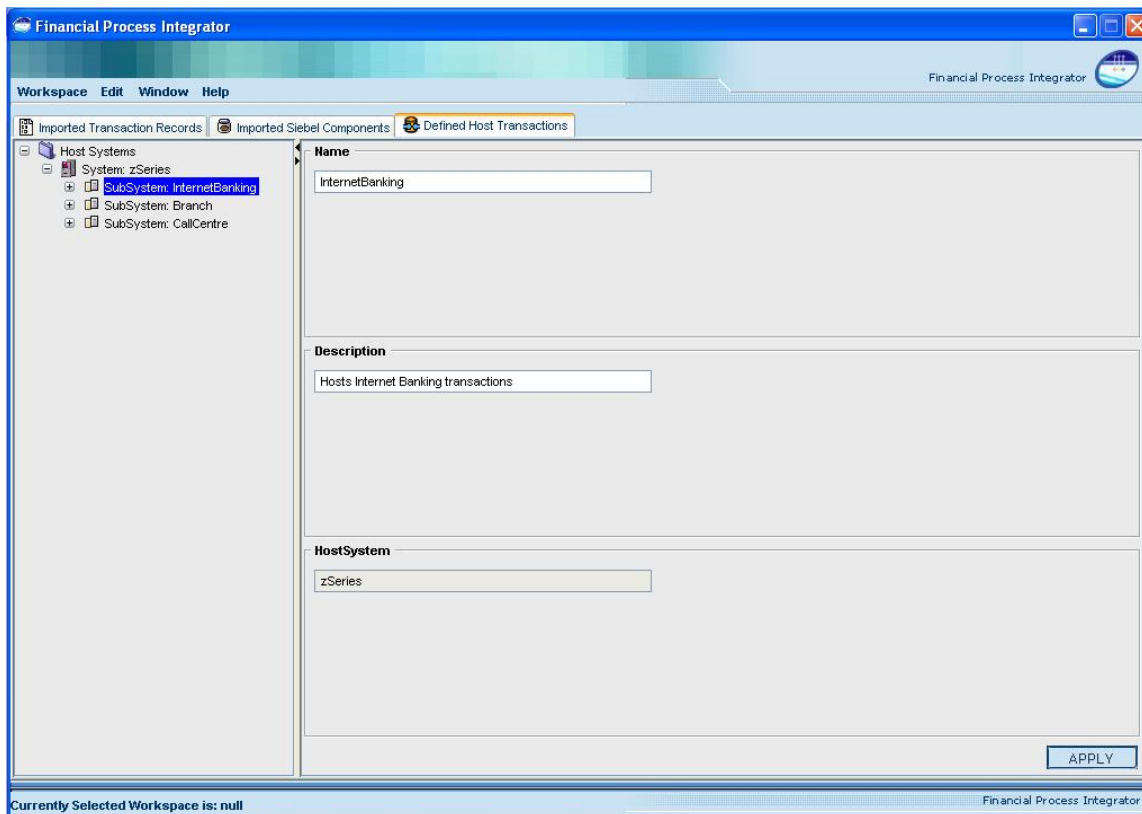 Financial Process Integrator
Financial Process Integrator
Workspace Edit Window Help
Imported Transaction Records Imported Siebel Components Defined Host Transactions
Host Systems
System: zSeries
SubSystem: InternetBanking
SubSystem: Branch
SubSystem: CallCentre
Name
InternetBanking
Description
Hosts Internet Banking transactions
HostSystem
zSeries
APPLY
Currently Selected Workspace is: null
Financial Process Integrator